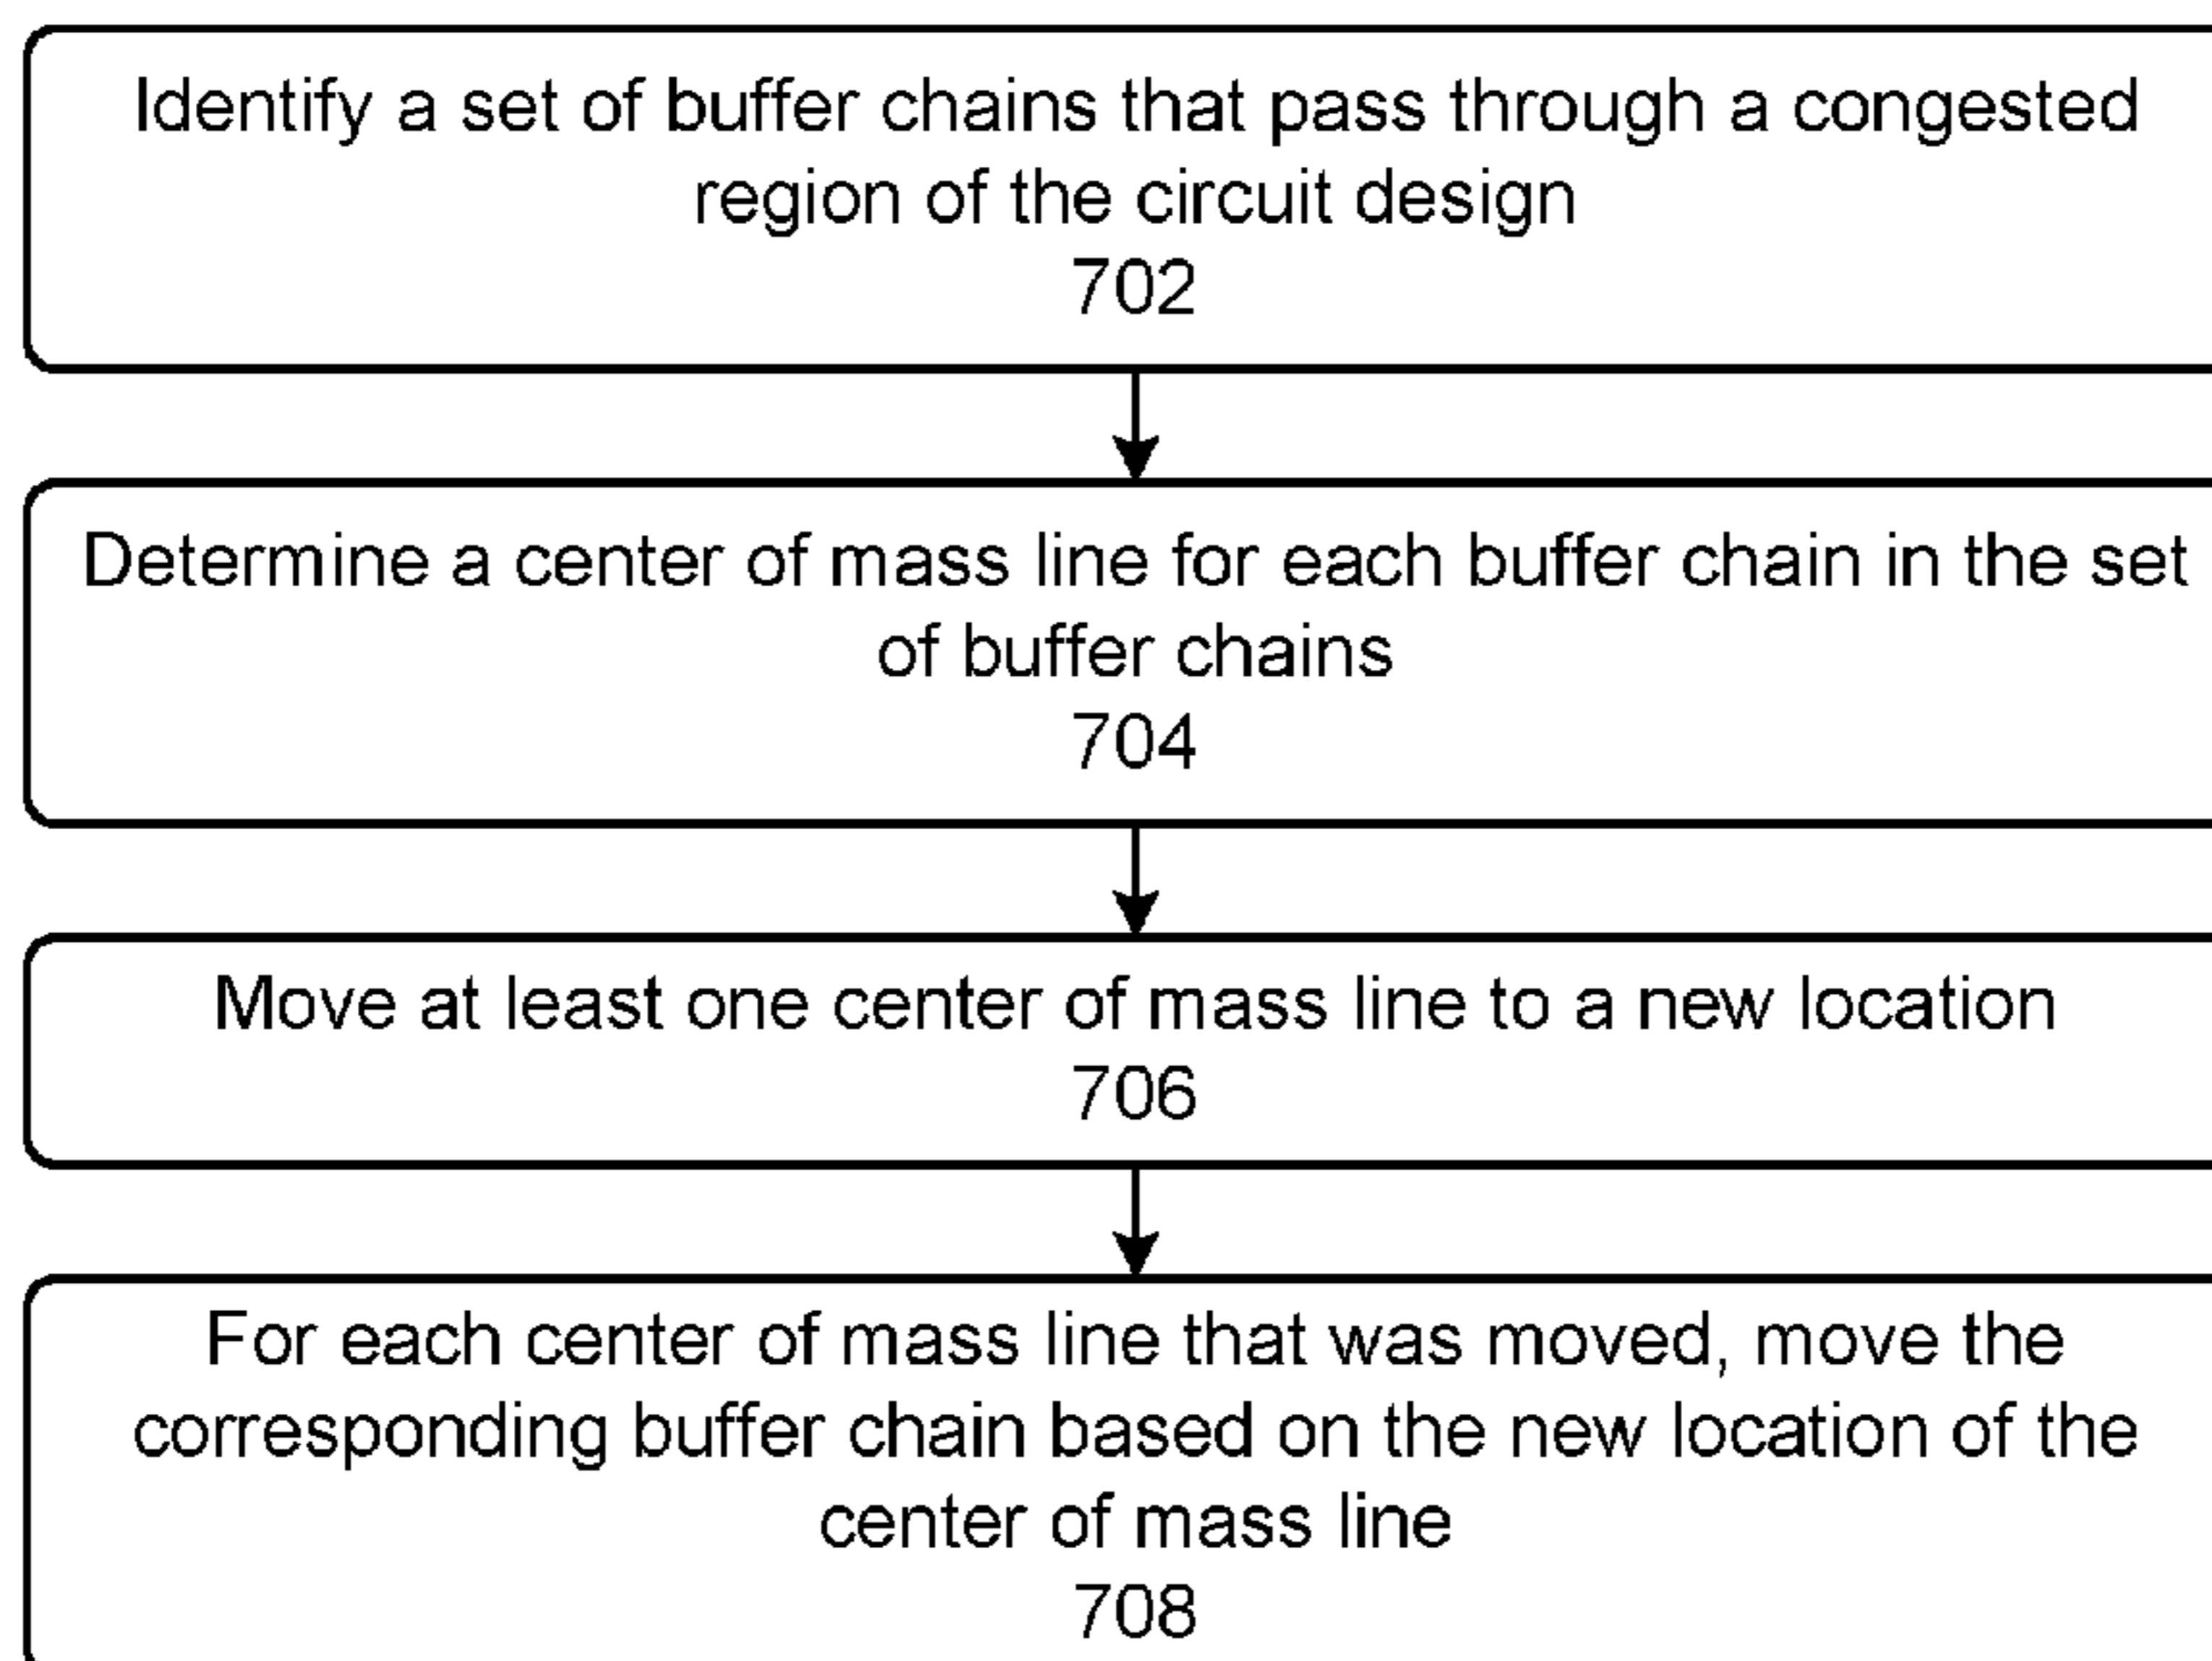 Identify a set of buffer chains that pass through a congested
region of the circuit design
702
Determine a center of mass line for each buffer chain in the set
of buffer chains
704
Move at least one center of mass line to a new location
706
For each center of mass line that was moved, move the
corresponding buffer chain based on the new location of the
center of mass line
708